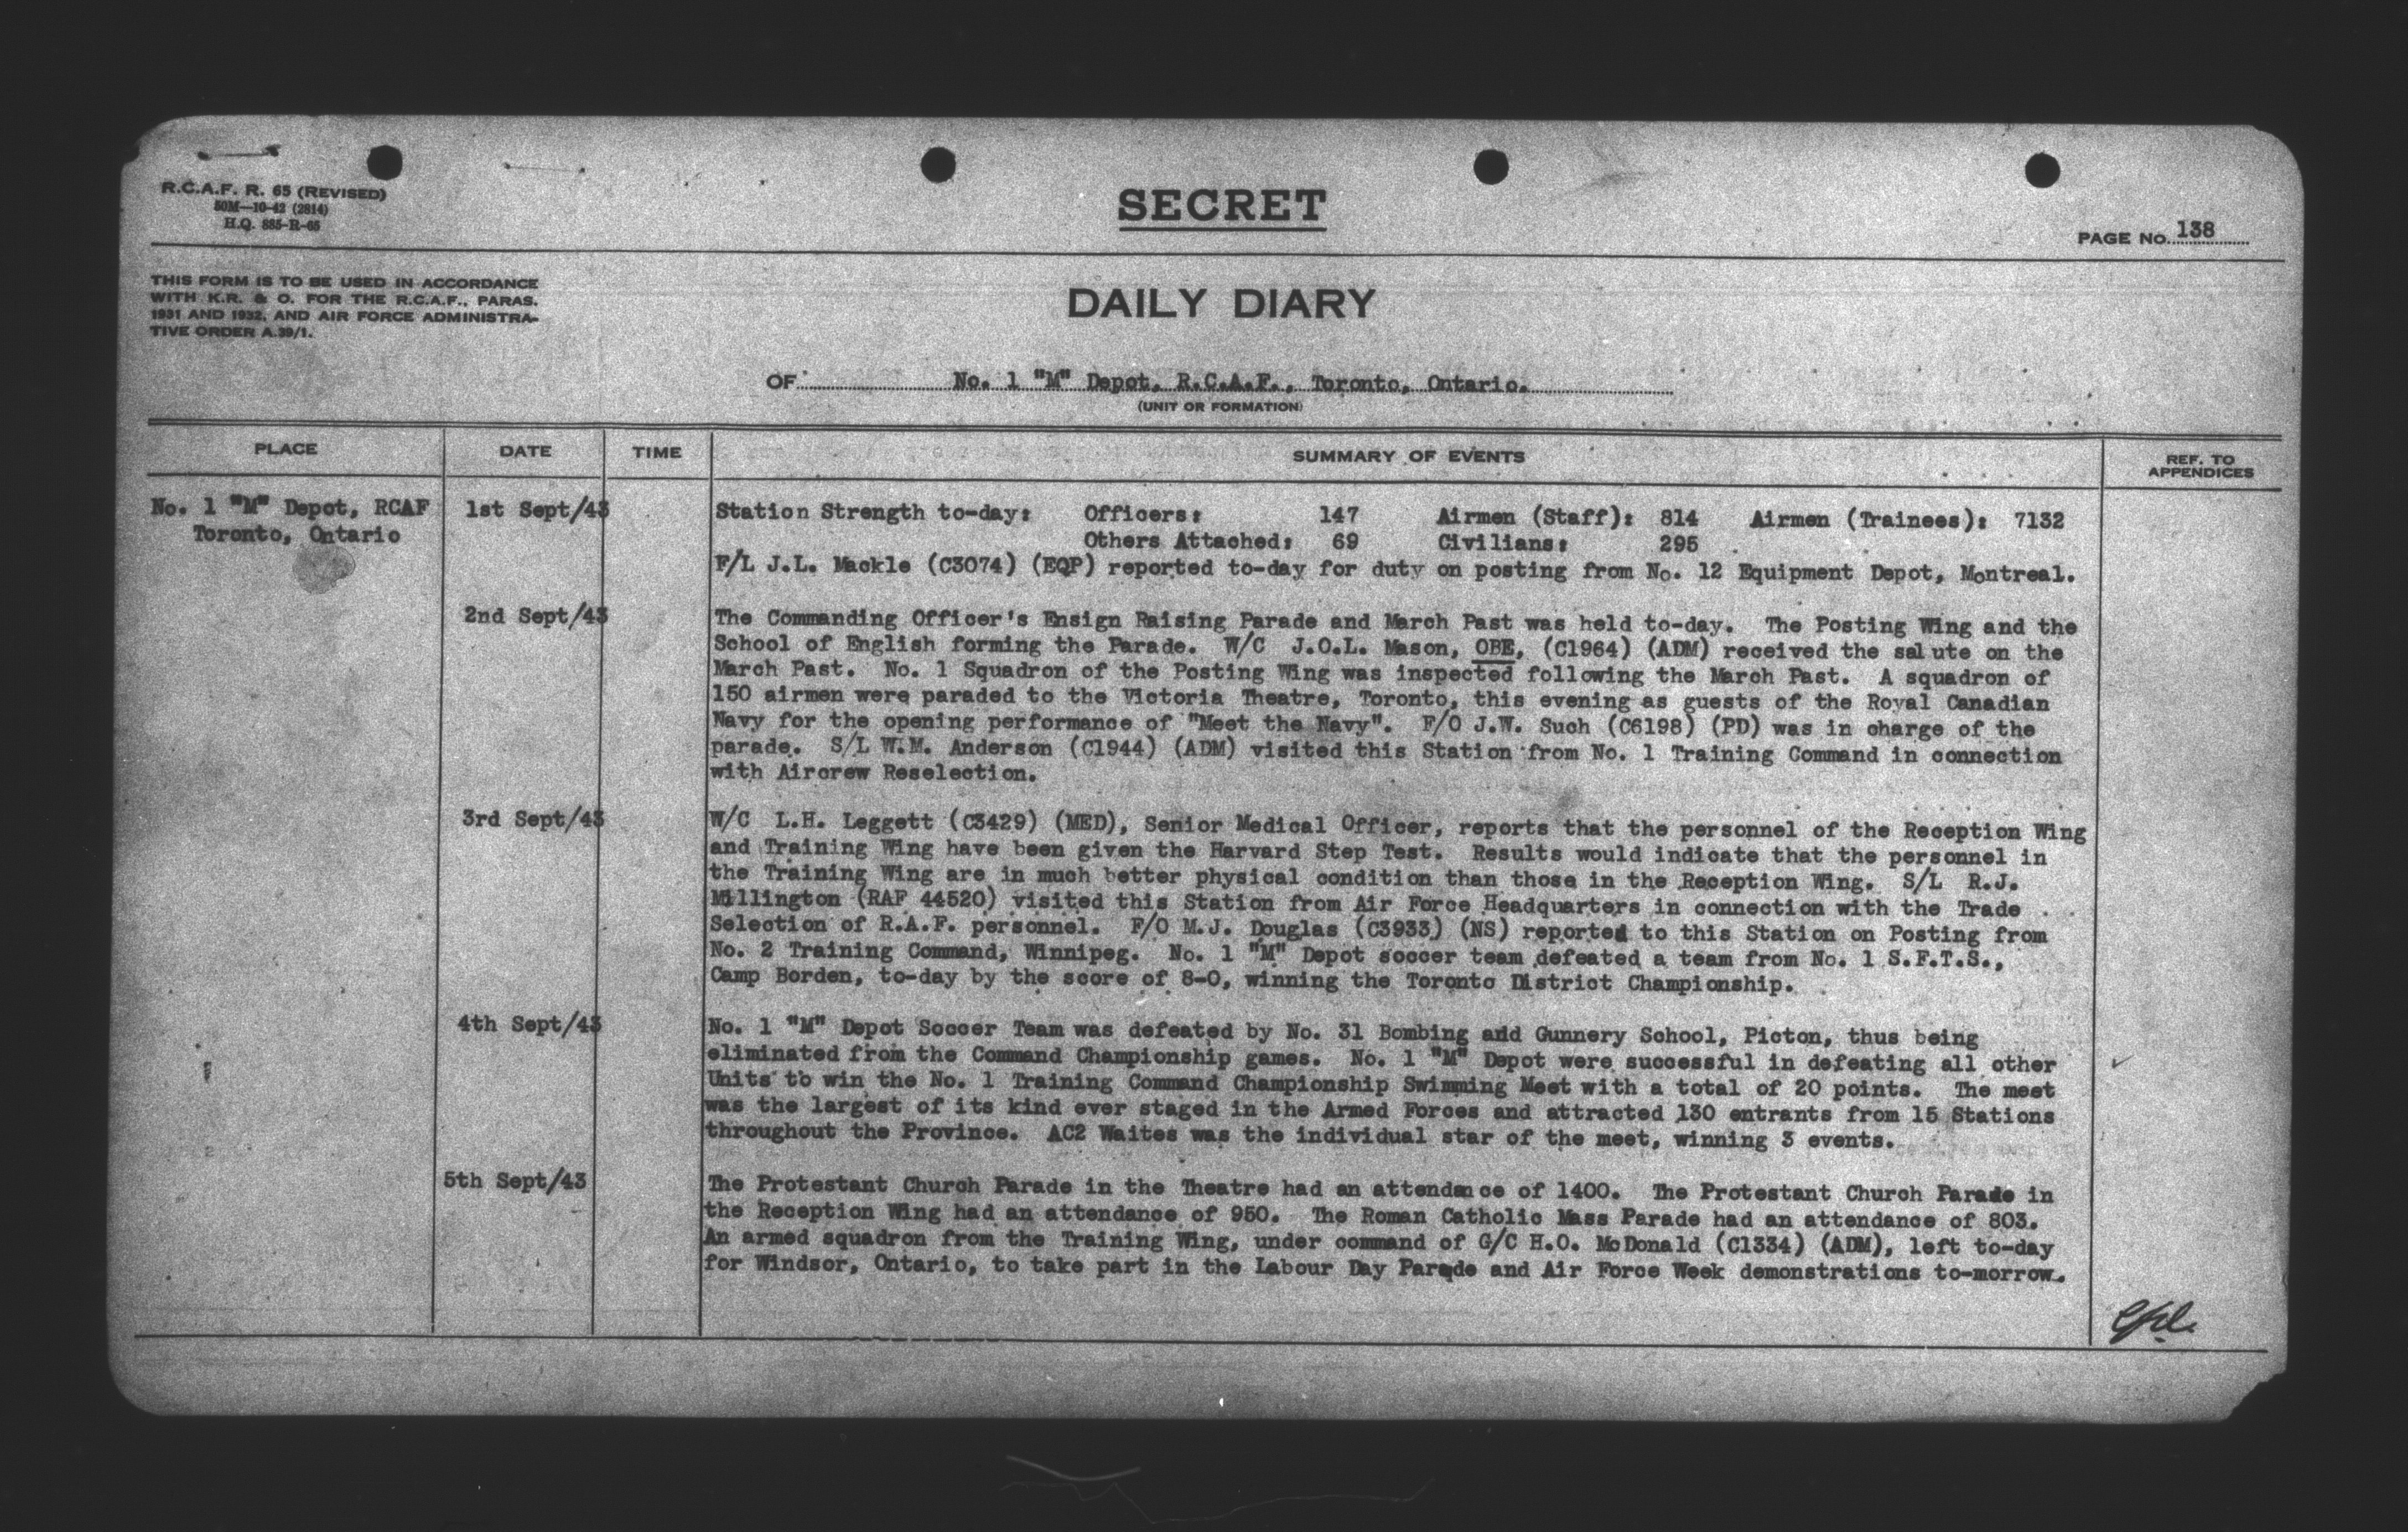 R.C.A.F. R. 65 (REVISED)
50M—10-42 (2814)
H.Q. 885-R-65
SECRET
PAGE No. 138
THIS FORM IS TO BE USED IN ACCORDANCE
WITH K.R. & O. FOR THE R.C.A.F., PARAS.
1931 AND 1932, AND AIR FORCE ADMINISTRA-
TIVE ORDER A.39/1.
DAILY DIARY
OF No. 1 "M" Depot, R.C.A.F., Toronto, Ontario.
(UNIT OR FORMATION)
PLACE DATE TIME SUMMARY OF EVENTS REF. TO
APPENDICES
No. 1 "M" Depot, RCAF 1st Sept/43 Station Strength to-day: Officers: 147 Airmen (Staff): 814 Airmen (Trainees): 7132
Toronto, Ontario Others Attached: 69 Civilians: 295
F/L J.L. Mackle (C3074) (EQP) reported to-day for duty on posting from No. 12 Equipment Depot, Montreal.
2nd Sept/43 The Commanding Officer's Ensign Raising Parade and March Past was held to-day. The Posting Wing and the
School of English forming the Parade. W/C J.O.L. Mason, OBE, (C1964) (ADM) received the salute on the
March Past. No. 1 Squadron of the Posting Wing was inspected following the March Past. A squadron of
150 airmen were paraded to the Victoria Theatre, Toronto, this evening as guests of the Royal Canadian
Navy for the opening performance of "Meet the Navy". F/O J.W. Such (C6198) (PD) was in charge of the
parade. S/L W.M. Anderson (C1944) (ADM) visited this Station from No. 1 Training Command in connection
with Aircrew Reselection.
3rd Sept/43 W/C L.H. Leggett (C3429) (MED), Senior Medical Officer, reports that the personnel of the Reception Wing
and Training Wing have been given the Harvard Step Test. Results would indicate that the personnel in
the Training Wing are in much better physical condition than those in the Reception Wing. S/L R.J.
Millington (RAF 44520) visited this Station from Air Force Headquarters in connection with the Trade
Selection of R.A.F. personnel. F/O M.J. Douglas (C3933) (NS) reported to this Station on Posting from
No. 2 Training Command, Winnipeg. No. 1 "M" Depot soccer team defeated a team from No. 1 S.F.T.S.,
Camp Borden, to-day by the score of 8-0, winning the Toronto District Championship.
4th Sept/43 No. 1 "M" Depot Soccer Team was defeated by No. 31 Bombing and Gunnery School, Picton, thus being
eliminated from the Command Championship games. No. 1 "M" Depot were successful in defeating all other
Units to win the No. 1 Training Command Championship Swimming Meet with a total of 20 points. The meet
was the largest of its kind ever staged in the Armed Forces and attracted 130 entrants from 15 Stations
throughout the Province. AC2 Waites was the individual star of the meet, winning 3 events.
5th Sept/43 The Protestant Church Parade in the Theatre had an attendance of 1400. The Protestant Church Parade in
the Reception Wing had an attendance of 950. The Roman Catholic Mass Parade had an attendance of 803.
An armed squadron from the Training Wing, under command of G/C H.O. McDonald (C1334) (ADM), left to-day
for Windsor, Ontario, to take part in the Labour Day Parade and Air Force Week demonstrations to-morrow.